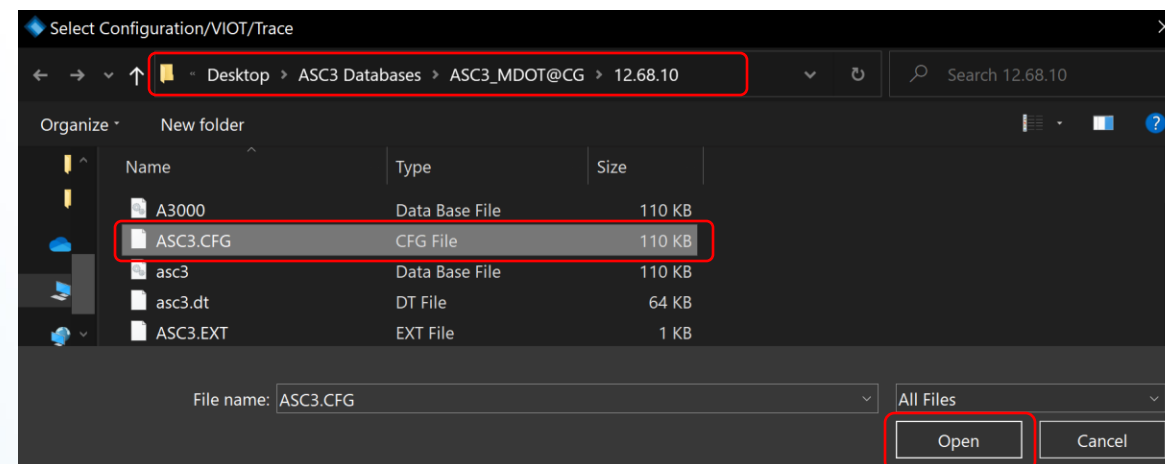 Select Configuration/VIOT/Trace
Desktop > ASC3 Databases > ASC3_MDOT@CG > 12.68.10
Search 12.68.10
Organize
New folder
Name Type Size
A3000 Data Base File 110 KB
ASC3.CFG CFG File 110 KB
asc3 Data Base File 110 KB
asc3.dt DT File 64 KB
ASC3.EXT EXT File 1 KB
File name: ASC3.CFG All Files
Open Cancel